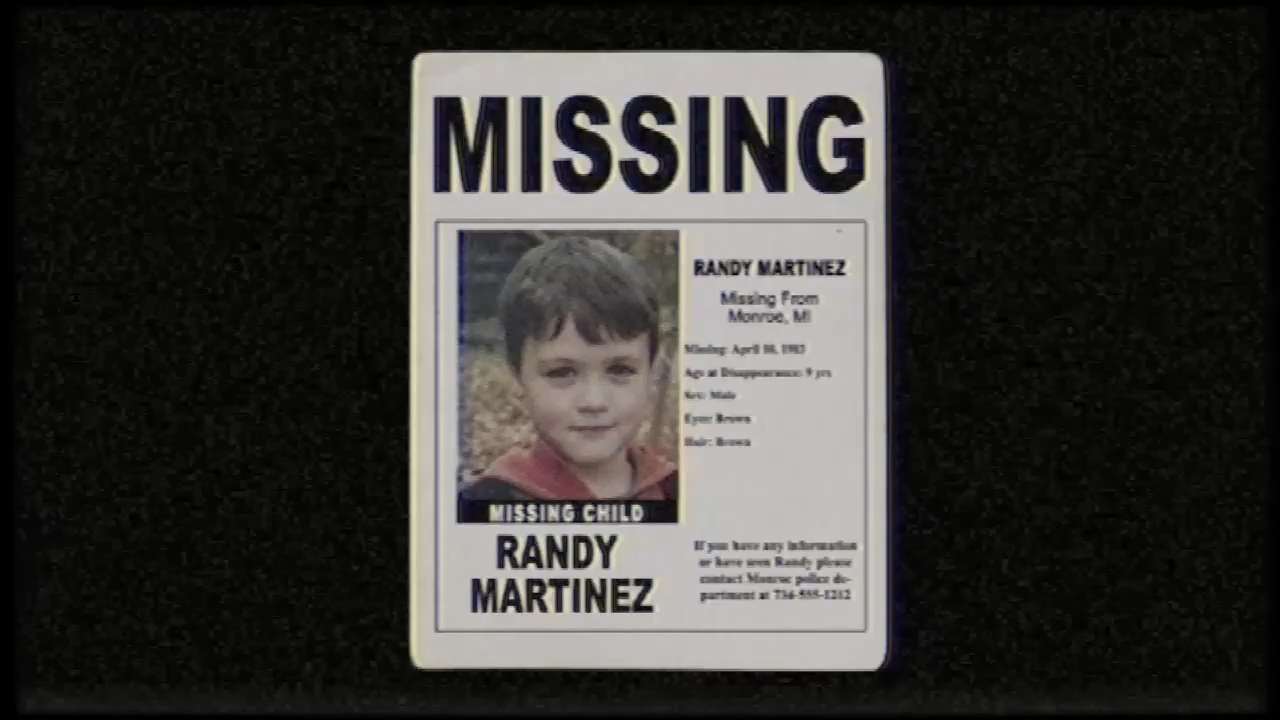 MISSING
MISSING CHILD
RANDY
MARTINEZ
RANDY MARTINEZ
Missing From
Monroe, MI
Missing: April 10, 1983
Age at Disappearance: 9 yrs
Sex: Male
Eyes: Brown
Hair: Brown
If you have any information
or have seen Randy please
contact Monroe police de-
partment at 734-555-1212